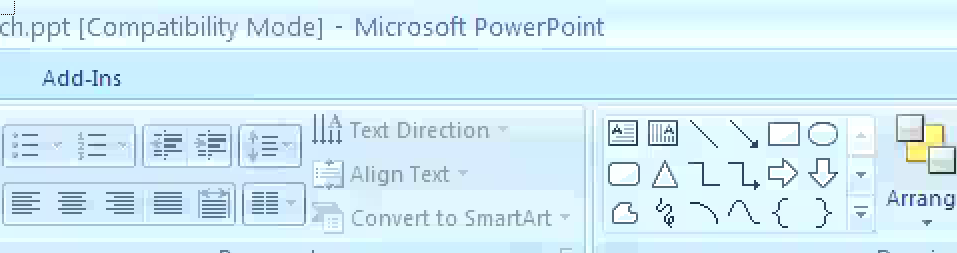 ch.ppt [Compatibility Mode] - Microsoft PowerPoint
Add-Ins
Text Direction
Align Text
Convert to SmartArt
Arrang